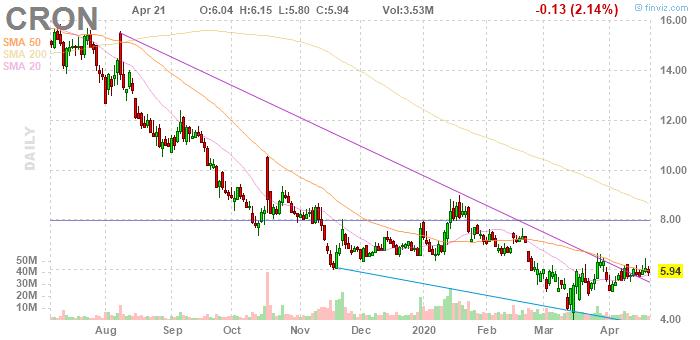 CRON
Apr 21 O:6.04 H:6.15 L:5.80 C:5.94 Vol:3.53M -0.13 (2.14%)
© finviz.com
SMA 50
SMA 200
SMA 20
DAILY
16.00
14.00
12.00
10.00
8.00
5.94
4.00
50M
40M
30M
20M
10M
Aug Sep Oct Nov Dec 2020 Feb Mar Apr